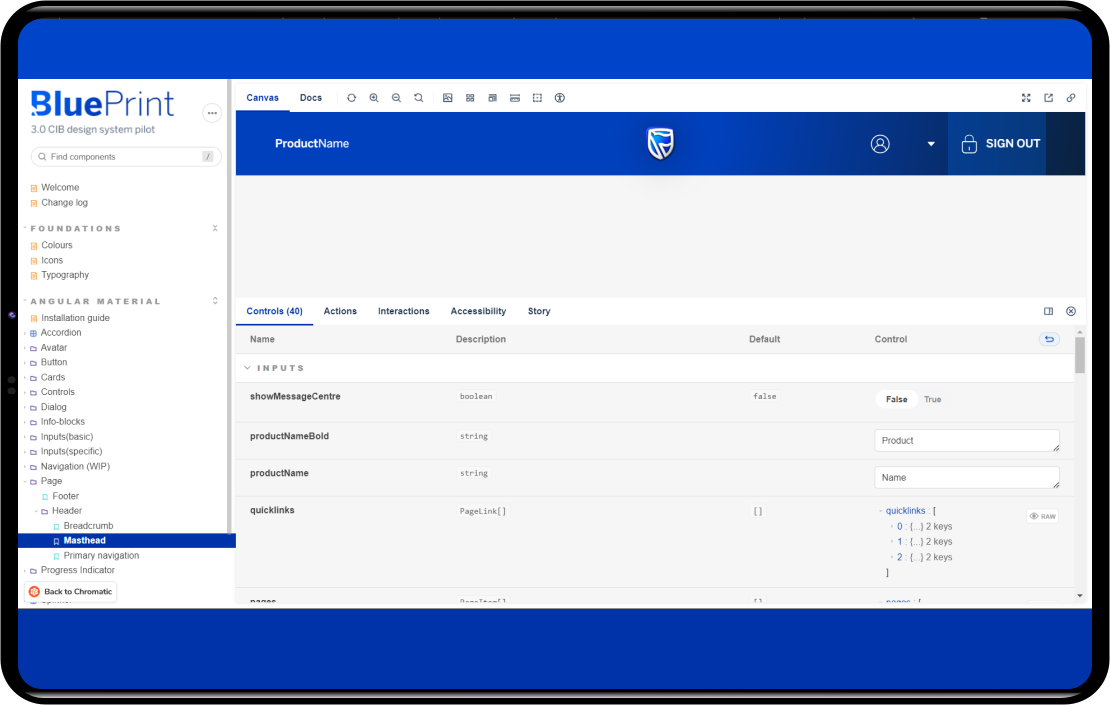 BluePrint
3.0 CIB design system pilot
Find components /
Welcome
Change log
FOUNDATIONS
Colours
Icons
Typography
ANGULAR MATERIAL
Installation guide
Accordion
Avatar
Button
Cards
Controls
Dialog
Info-blocks
Inputs(basic)
Inputs(specific)
Navigation (WIP)
Page
Footer
Header
Breadcrumb
Masthead
Primary navigation
Progress Indicator
Back to Chromatic
Canvas Docs
ProductName SIGN OUT
Controls (40) Actions Interactions Accessibility Story
Name Description Default Control
INPUTS
showMessageCentre boolean false False True
productNameBold string Product
productName string Name
quicklinks PageLink[] [] quicklinks : [ RAW
0 : {...} 2 keys
1 : {...} 2 keys
2 : {...} 2 keys
]
pages PageItem[] [] pages : [